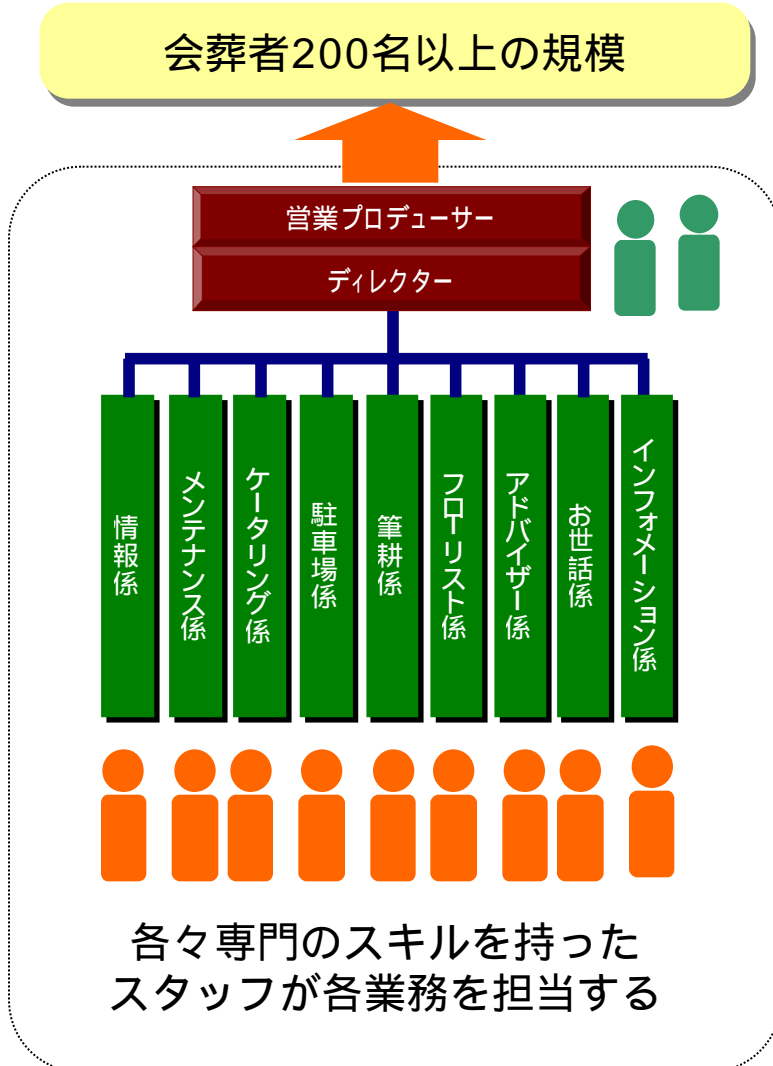 会葬者200名以上の規模
営業プロデューサー
ディレクター
情報係
メンテナンス係
ケータリング係
駐車場係
筆耕係
フローリスト係
アドバイザー係
お世話係
インフォメーション係
各々専門のスキルを持った
スタッフが各業務を担当する